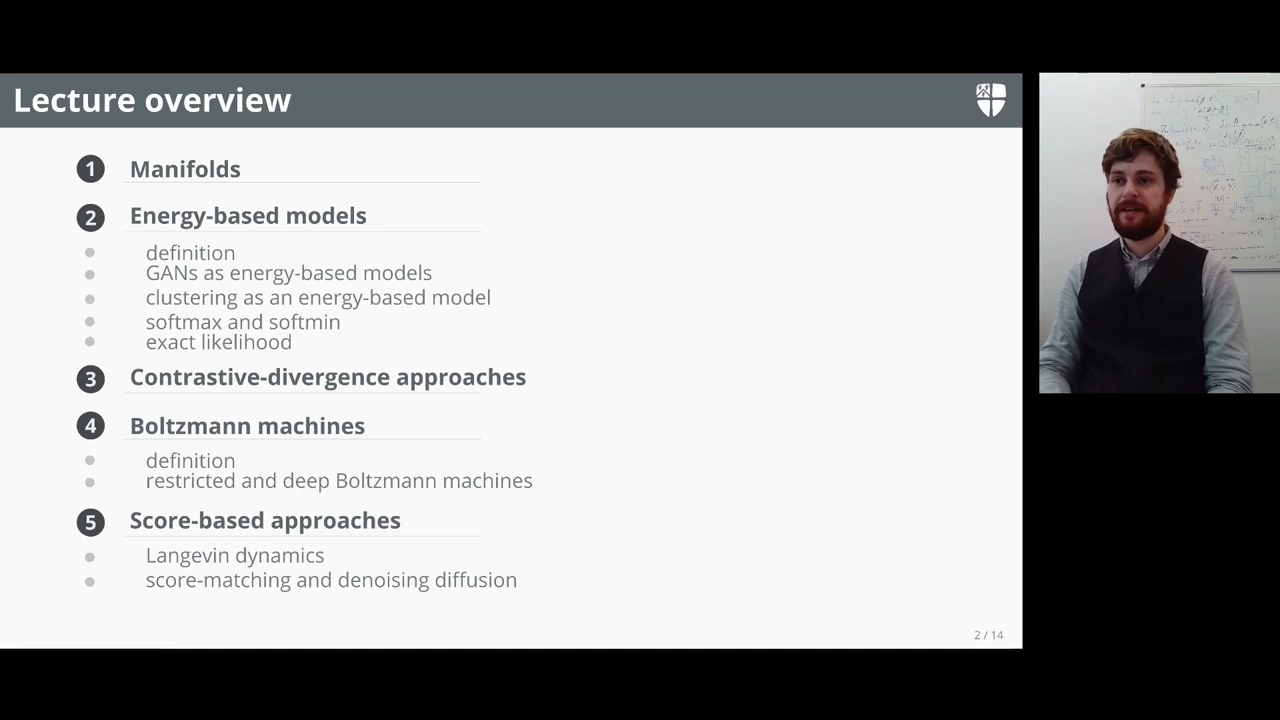 Lecture overview
1 Manifolds
2 Energy-based models
definition
GANs as energy-based models
clustering as an energy-based model
softmax and softmin
exact likelihood
3 Contrastive-divergence approaches
4 Boltzmann machines
definition
restricted and deep Boltzmann machines
5 Score-based approaches
Langevin dynamics
score-matching and denoising diffusion
2 / 14